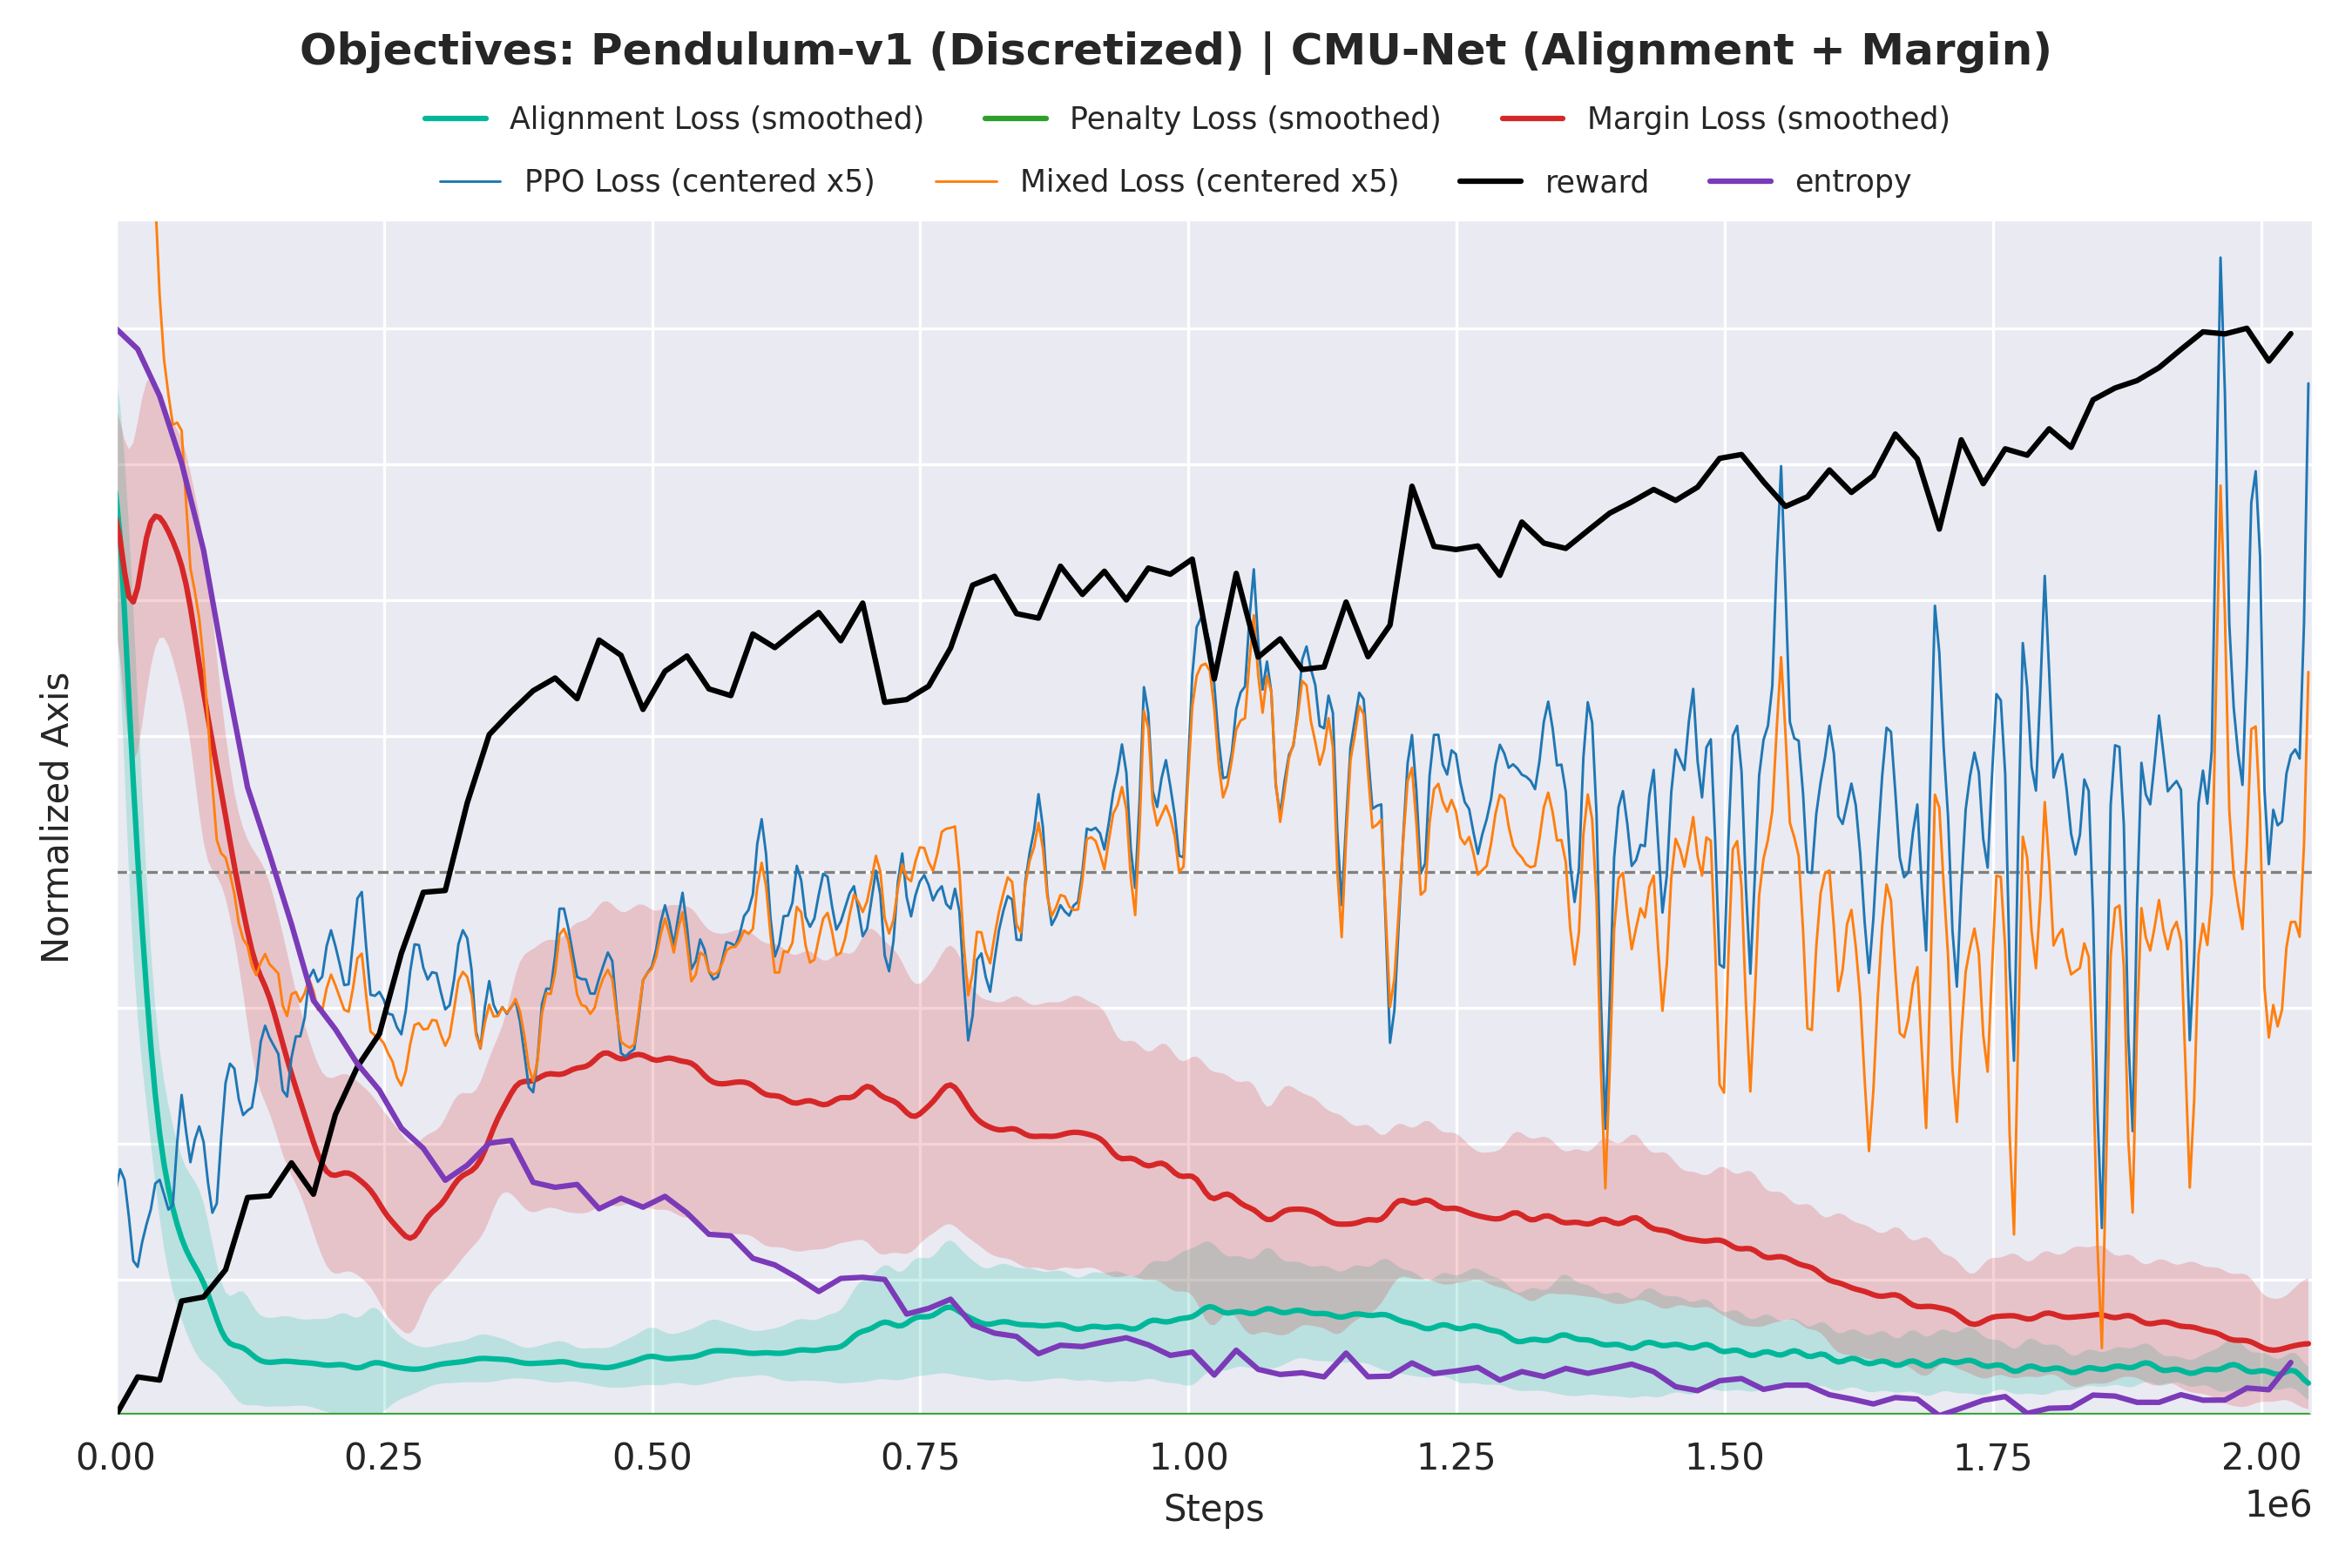 Objectives: Pendulum-v1 (Discretized) | CMU-Net (Alignment + Margin)
Alignment Loss (smoothed) Penalty Loss (smoothed) Margin Loss (smoothed)
PPO Loss (centered x5) Mixed Loss (centered x5) reward entropy
Normalized Axis
0.00 0.25 0.50 0.75 1.00 1.25 1.50 1.75 2.00
Steps
1e6